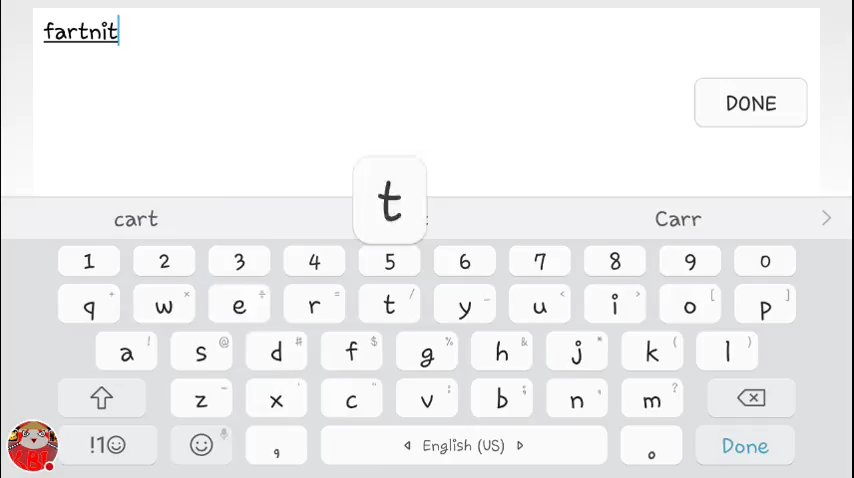 fartnit
DONE
t
cart
Carr
1 2 3 4 5 6 7 8 9 0
q + w × e ÷ r = t / y _ u < i > o [ p ]
a ! s @ d # f $ g % h & j * k ( l )
z - x ' c " v : b ; n , m ?
!1☺ , English (US) . Done